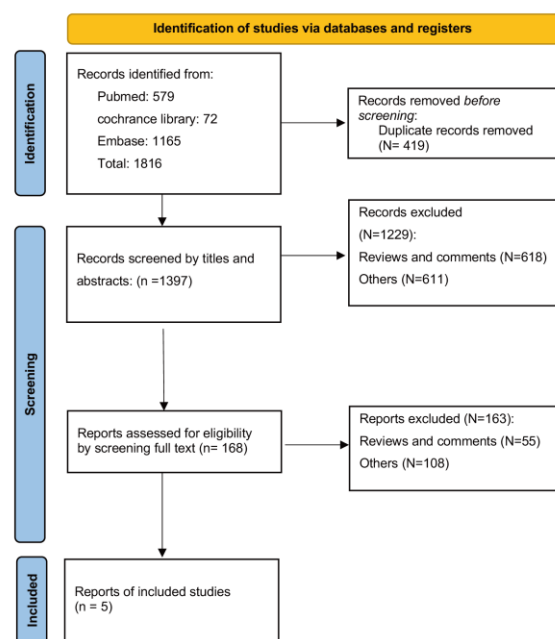 Identification of studies via databases and registers
Identification
Records identified from:
Pubmed: 579
cochrance library: 72
Embase: 1165
Total: 1816
Records removed before
screening:
Duplicate records removed
(N= 419)
Screening
Records screened by titles and
abstracts: (n =1397)
Records excluded
(N=1229):
Reviews and comments (N=618)
Others (N=611)
Reports assessed for eligibility
by screening full text (n= 168)
Reports excluded (N=163):
Reviews and comments (N=55)
Others (N=108)
Included
Reports of included studies
(n = 5)